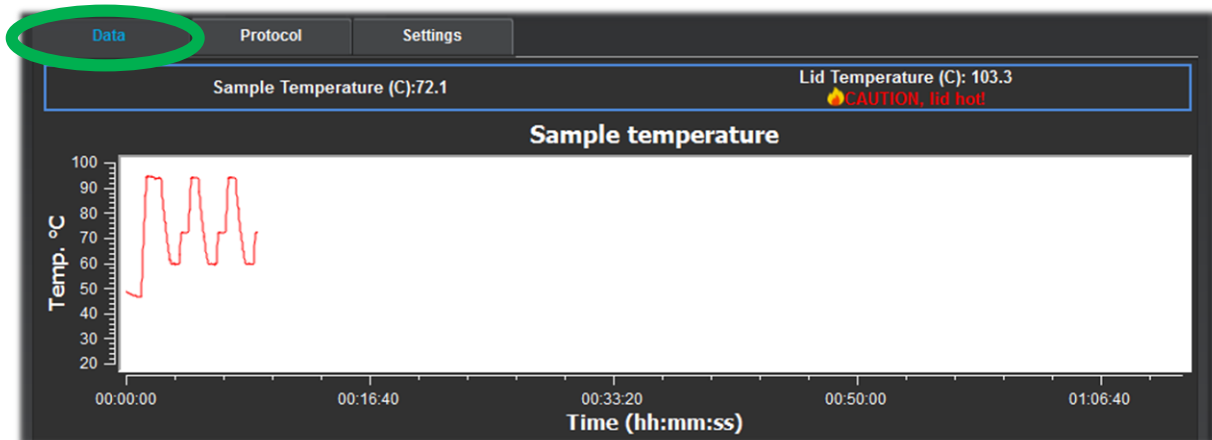 Data Protocol Settings
Sample Temperature (C):72.1
Lid Temperature (C): 103.3
CAUTION, lid hot!
Sample temperature
Temp. °C
100
90
80
70
60
50
40
30
20
00:00:00 00:16:40 00:33:20 00:50:00 01:06:40
Time (hh:mm:ss)